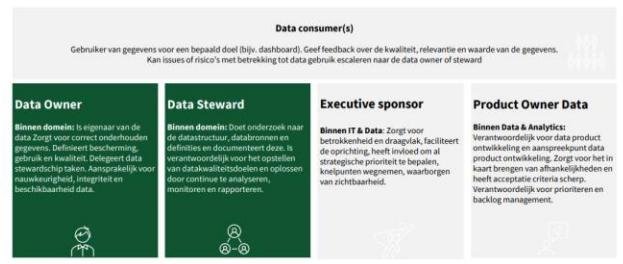 Data consumer(s)
Gebruiker van gegevens voor een bepaald doel (bijv. dashboard). Geef feedback over de kwaliteit, relevantie en waarde van de gegevens.
Kan issues of risico's met betrekking tot data gebruik escaleren naar de data owner of steward
Data Owner
Binnen domein: Is eigenaar van de
data Zorgt voor correct onderhouden
gegevens. Definieert bescherming,
gebruik en kwaliteit. Delegeert data
stewardschip taken. Aansprakelijk voor
nauwkeurigheid, integriteit en
beschikbaarheid data.
Data Steward
Binnen domein: Doet onderzoek naar
de datastructuur, databronnen en
definities en documenteert deze. Is
verantwoordelijk voor het opstellen
van datakwaliteitsdoelen en oplossen
door continue te analyseren,
monitoren en rapporteren.
Executive sponsor
Binnen IT & Data: Zorgt voor
betrokkenheid en draagvlak, faciliteert
de oprichting, heeft invloed om al
strategische prioriteit te bepalen,
knelpunten wegnemen, waarborgen
van zichtbaarheid.
Product Owner Data
Binnen Data & Analytics:
Verantwoordelijk voor data product
ontwikkeling en aanspreekpunt data
product ontwikkeling. Zorgt voor het in
kaart brengen van afhankelijkheden en
heeft acceptatie criteria scherp.
Verantwoordelijk voor prioriteren en
backlog management.